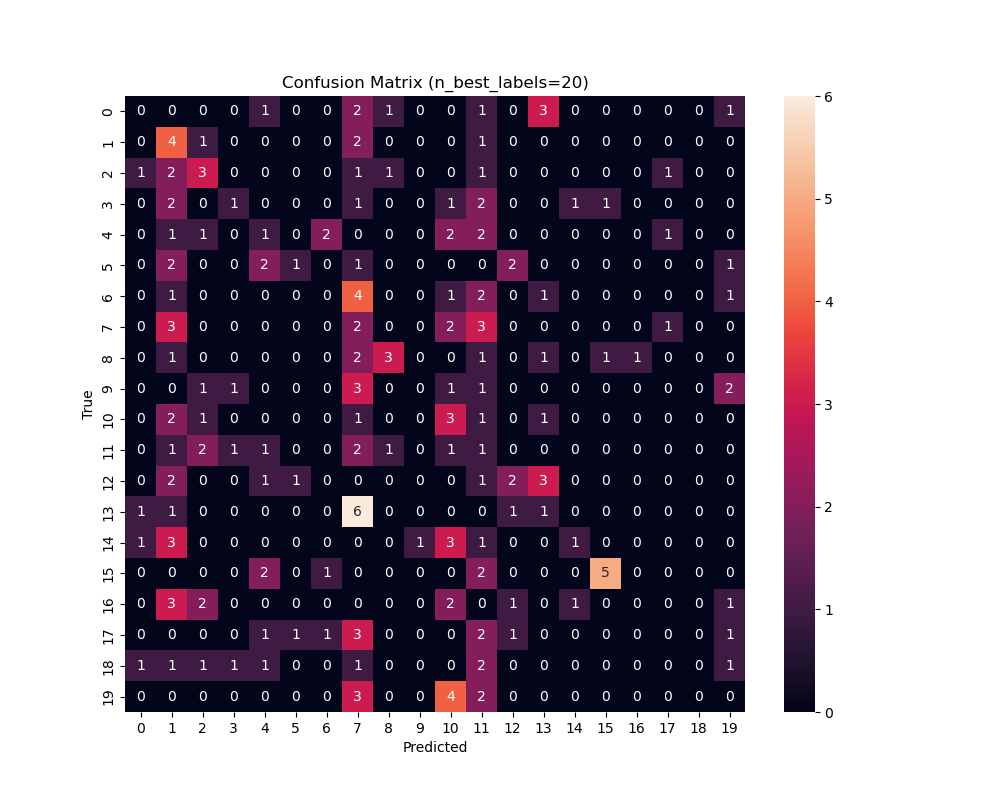 Confusion Matrix (n_best_labels=20)
0 0 0 0 0 1 0 0 2 1 0 0 1 0 3 0 0 0 0 0 1
1 0 4 1 0 0 0 0 2 0 0 0 1 0 0 0 0 0 0 0 0
2 1 2 3 0 0 0 0 1 1 0 0 1 0 0 0 0 0 1 0 0
3 0 2 0 1 0 0 0 1 0 0 1 2 0 0 1 1 0 0 0 0
4 0 1 1 0 1 0 2 0 0 0 2 2 0 0 0 0 0 1 0 0
5 0 2 0 0 2 1 0 1 0 0 0 0 2 0 0 0 0 0 0 1
6 0 1 0 0 0 0 0 4 0 0 1 2 0 1 0 0 0 0 0 1
7 0 3 0 0 0 0 0 2 0 0 2 3 0 0 0 0 0 1 0 0
8 0 1 0 0 0 0 0 2 3 0 0 1 0 1 0 1 1 0 0 0
9 0 0 1 1 0 0 0 3 0 0 1 1 0 0 0 0 0 0 0 2
10 0 2 1 0 0 0 0 1 0 0 3 1 0 1 0 0 0 0 0 0
11 0 1 2 1 1 0 0 2 1 0 1 1 0 0 0 0 0 0 0 0
12 0 2 0 0 1 1 0 0 0 0 0 1 2 3 0 0 0 0 0 0
13 1 1 0 0 0 0 0 6 0 0 0 0 1 1 0 0 0 0 0 0
14 1 3 0 0 0 0 0 0 0 1 3 1 0 0 1 0 0 0 0 0
15 0 0 0 0 2 0 1 0 0 0 0 2 0 0 0 5 0 0 0 0
16 0 3 2 0 0 0 0 0 0 0 2 0 1 0 1 0 0 0 0 1
17 0 0 0 0 1 1 1 3 0 0 0 2 1 0 0 0 0 0 0 1
18 1 1 1 1 1 0 0 1 0 0 0 2 0 0 0 0 0 0 0 1
19 0 0 0 0 0 0 0 3 0 0 4 2 0 0 0 0 0 0 0 0
0 1 2 3 4 5 6 7 8 9 10 11 12 13 14 15 16 17 18 19
Predicted
True
6
5
4
3
2
1
0